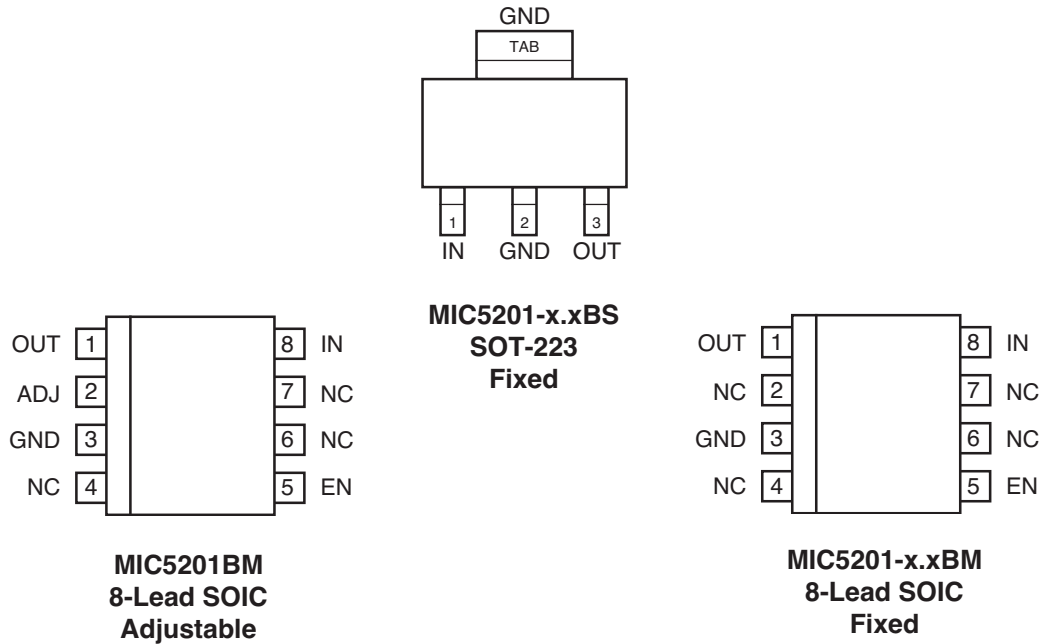 GND
TAB
1 2 3
IN GND OUT
MIC5201-x.xBS
SOT-223
Fixed
OUT 1 8 IN
ADJ 2 7 NC
GND 3 6 NC
NC 4 5 EN
MIC5201BM
8-Lead SOIC
Adjustable
OUT 1 8 IN
NC 2 7 NC
GND 3 6 NC
NC 4 5 EN
MIC5201-x.xBM
8-Lead SOIC
Fixed